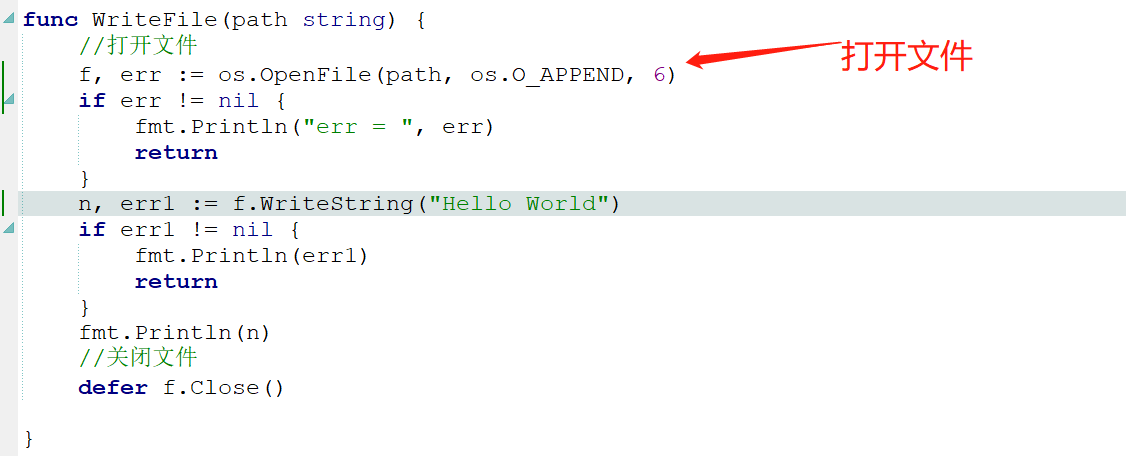 func WriteFile(path string) {
//打开文件
f, err := os.OpenFile(path, os.O_APPEND, 6)
打开文件
if err != nil {
fmt.Println("err = ", err)
return
}
n, err1 := f.WriteString("Hello World")
if err1 != nil {
fmt.Println(err1)
return
}
fmt.Println(n)
//关闭文件
defer f.Close()
}